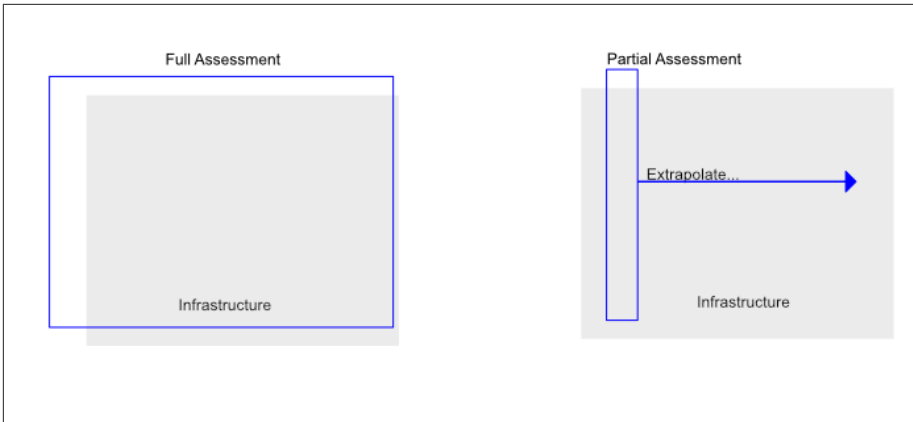 Full Assessment
Infrastructure
Partial Assessment
Extrapolate...
Infrastructure